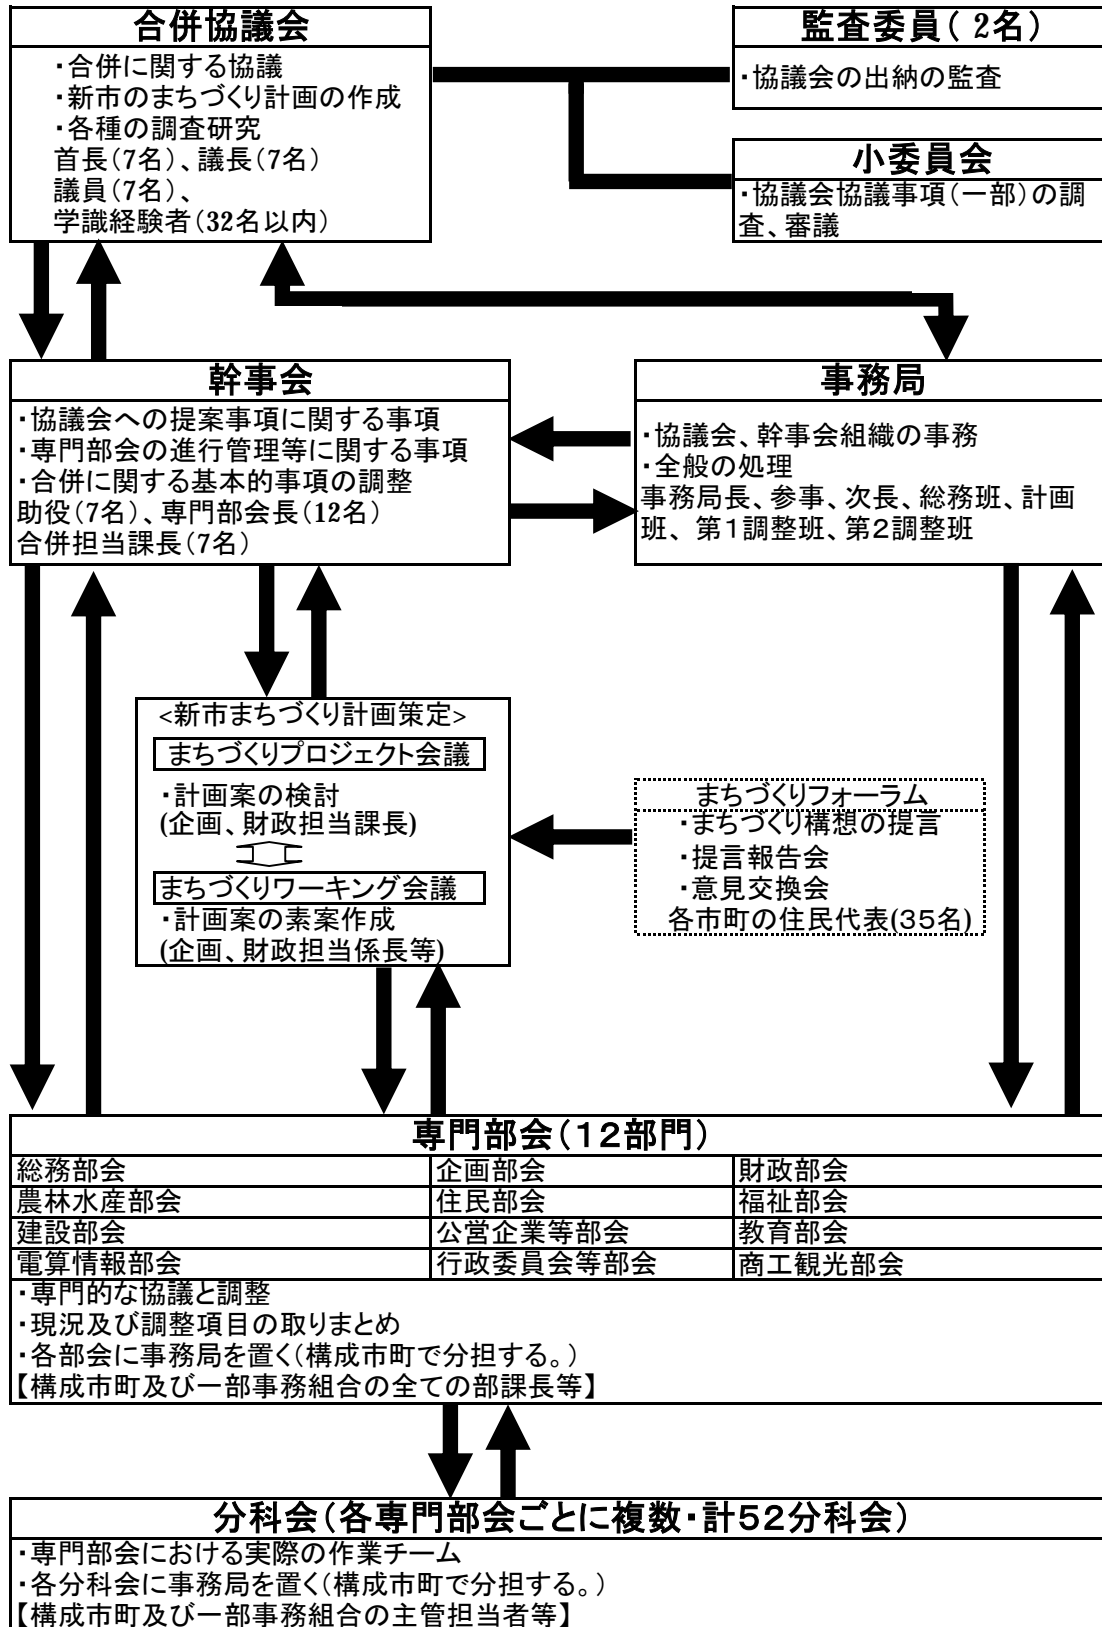 合併協議会
・合併に関する協議
・新市のまちづくり計画の作成
・各種の調査研究
首長(7名)、議長(7名)
議員(7名)、
学識経験者(32名以内)
監査委員( 2名)
・協議会の出納の監査
小委員会
・協議会協議事項(一部)の調
査、審議
幹事会
・協議会への提案事項に関する事項
・専門部会の進行管理等に関する事項
・合併に関する基本的事項の調整
助役(7名)、専門部会長(12名)
合併担当課長(7名)
事務局
・協議会、幹事会組織の事務
・全般の処理
事務局長、参事、次長、総務班、計画
班、 第1調整班、第2調整班
<新市まちづくり計画策定>
まちづくりプロジェクト会議
・計画案の検討
(企画、財政担当課長)
まちづくりワーキング会議
・計画案の素案作成
(企画、財政担当係長等)
まちづくりフォーラム
・まちづくり構想の提言
・提言報告会
・意見交換会
各市町の住民代表(35名)
専門部会(12部門)
総務部会 企画部会 財政部会
農林水産部会 住民部会 福祉部会
建設部会 公営企業等部会 教育部会
電算情報部会 行政委員会等部会 商工観光部会
・専門的な協議と調整
・現況及び調整項目の取りまとめ
・各部会に事務局を置く(構成市町で分担する。)
【構成市町及び一部事務組合の全ての部課長等】
分科会(各専門部会ごとに複数・計52分科会)
・専門部会における実際の作業チーム
・各分科会に事務局を置く(構成市町で分担する。)
【構成市町及び一部事務組合の主管担当者等】